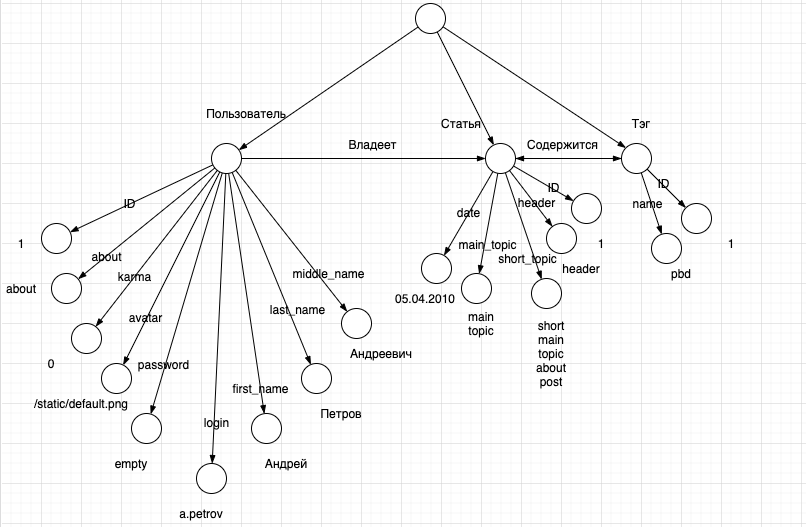 Пользователь
Статья
Тэг
Владеет
Содержится
ID
1
about
about
karma
0
avatar
/static/default.png
password
empty
login
a.petrov
first_name
Андрей
last_name
Петров
middle_name
Андреевич
date
05.04.2010
main_topic
main
topic
short_topic
short
main
topic
about
post
header
header
ID
1
name
pbd
ID
1